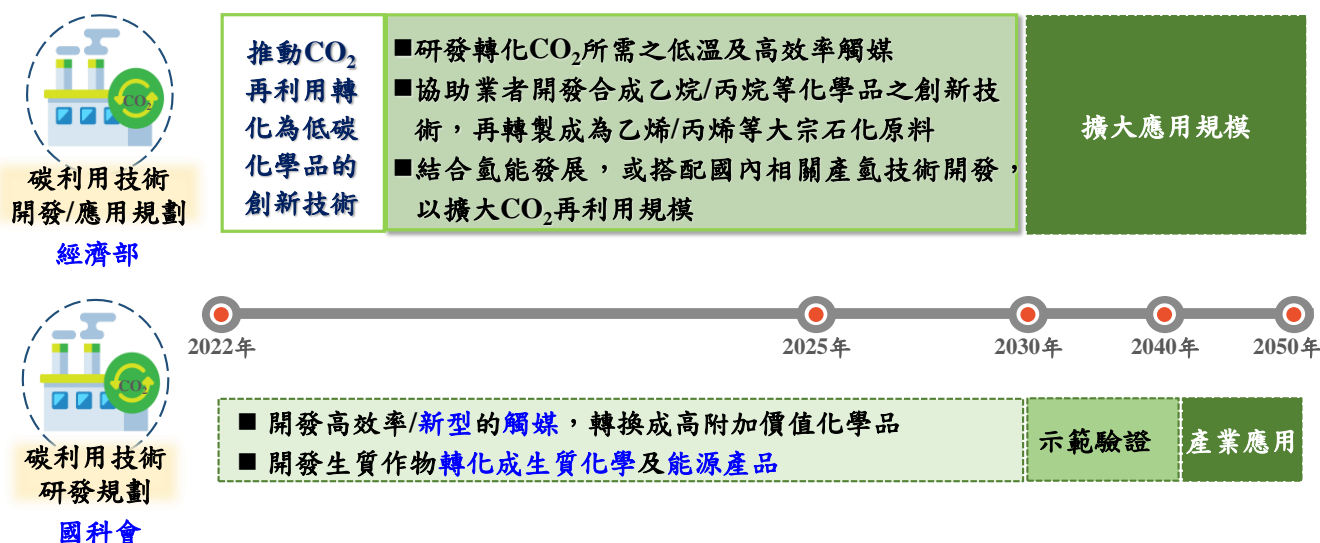 CO2
碳利用技術
開發/應用規劃
經濟部
推動CO2
再利用轉
化為低碳
化學品的
創新技術
■研發轉化CO2所需之低溫及高效率觸媒
■協助業者開發合成乙烷/丙烷等化學品之創新技
術，再轉製成為乙烯/丙烯等大宗石化原料
■結合氫能發展，或搭配國內相關產氫技術開發，
以擴大CO2再利用規模
擴大應用規模
2022年
2025年
2030年
2040年
2050年
CO2
碳利用技術
研發規劃
國科會
■ 開發高效率/新型的觸媒，轉換成高附加價值化學品
■ 開發生質作物轉化成生質化學及能源產品
示範驗證
產業應用